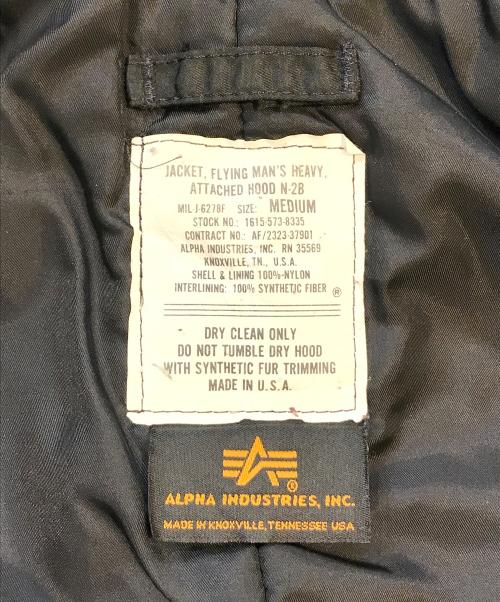 JACKET, FLYING MAN'S HEAVY,
ATTACHED HOOD N-2B
MIL-J-6278F SIZE: MEDIUM
STOCK NO.: 1615-573-8335
CONTRACT NO.: AF/2323-37901
ALPHA INDUSTRIES, INC. RN 35569
KNOXVILLE, TN., U.S.A.
SHELL & LINING 100%-NYLON
INTERLINING: 100% SYNTHETIC FIBER ®
DRY CLEAN ONLY
DO NOT TUMBLE DRY HOOD
WITH SYNTHETIC FUR TRIMMING
MADE IN U.S.A.
®
ALPHA INDUSTRIES, INC.
MADE IN KNOXVILLE, TENNESSEE USA